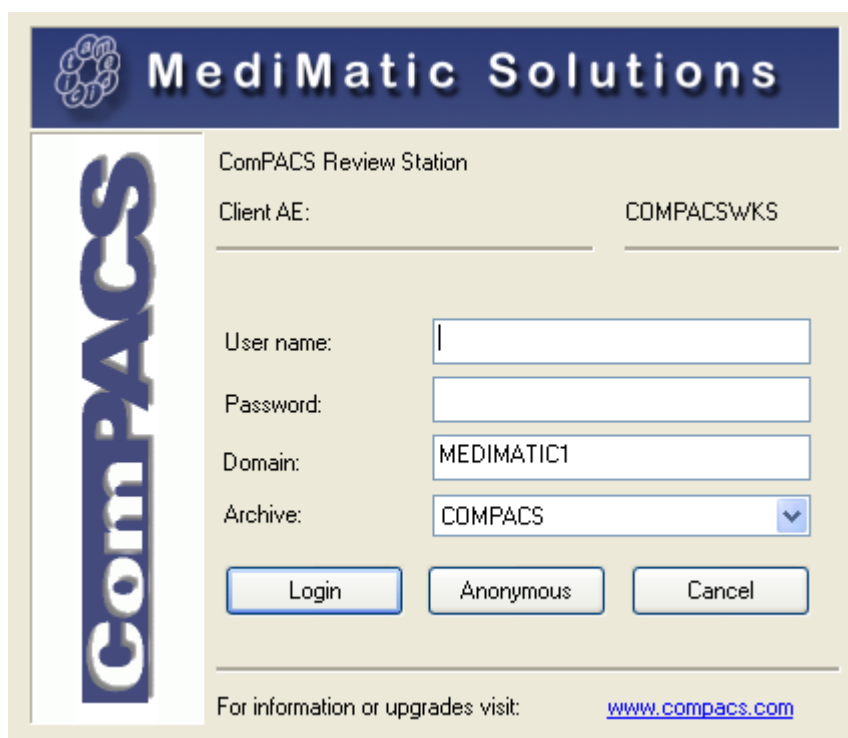 MediMatic Solutions
ComPACS
ComPACS Review Station
Client AE: COMPACSWKS
User name:
Password:
Domain: MEDIMATIC1
Archive: COMPACS
Login Anonymous Cancel
For information or upgrades visit: www.compacs.com